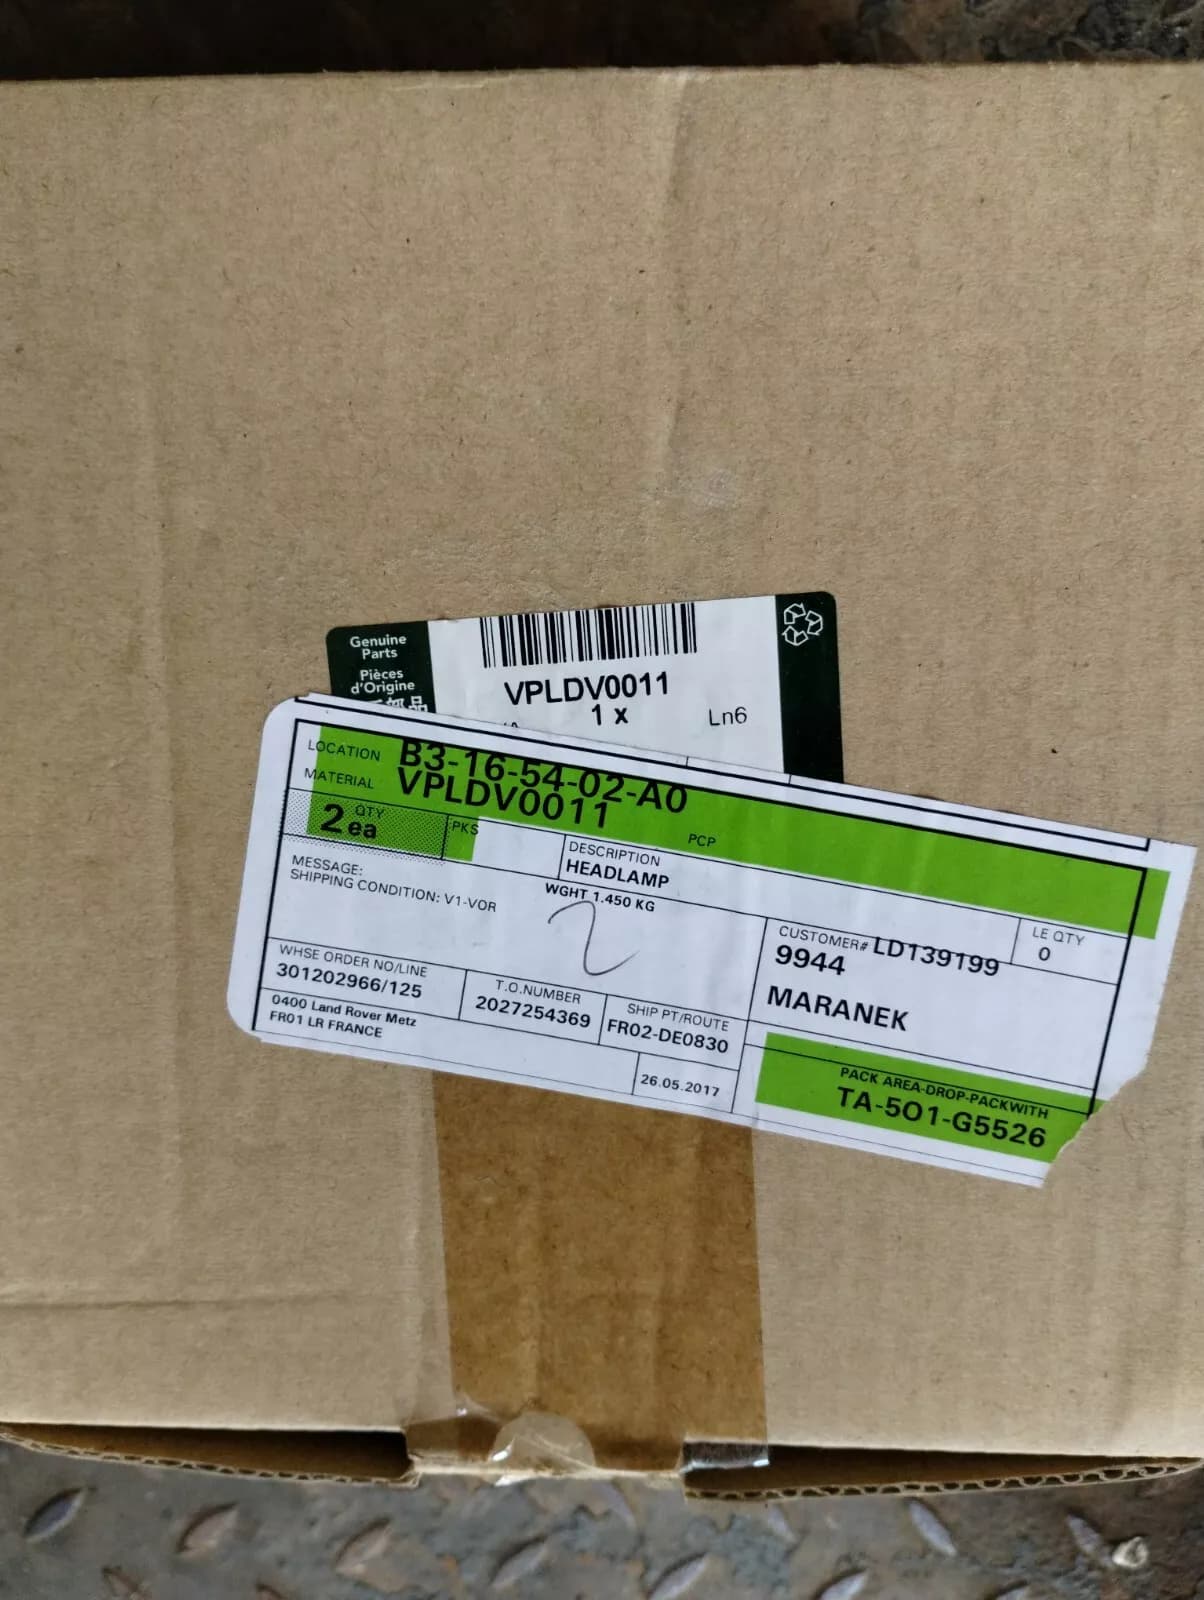 Genuine
Parts
Pièces
d'Origine
VPLDV0011
1 x
Ln6
LOCATION B3-16-54-02-A0
MATERIAL VPLDV0011
QTY
2 ea
PKS
PCP
DESCRIPTION
HEADLAMP
LE QTY
0
MESSAGE:
SHIPPING CONDITION: V1-VOR
WGHT 1.450 KG
2
CUSTOMER# LD139199
9944
MARANEK
WHSE ORDER NO/LINE
301202966/125
T.O.NUMBER
2027254369
SHIP PT/ROUTE
FR02-DE0830
0400 Land Rover Metz
FR01 LR FRANCE
26.05.2017
PACK AREA-DROP-PACKWITH
TA-501-G5526